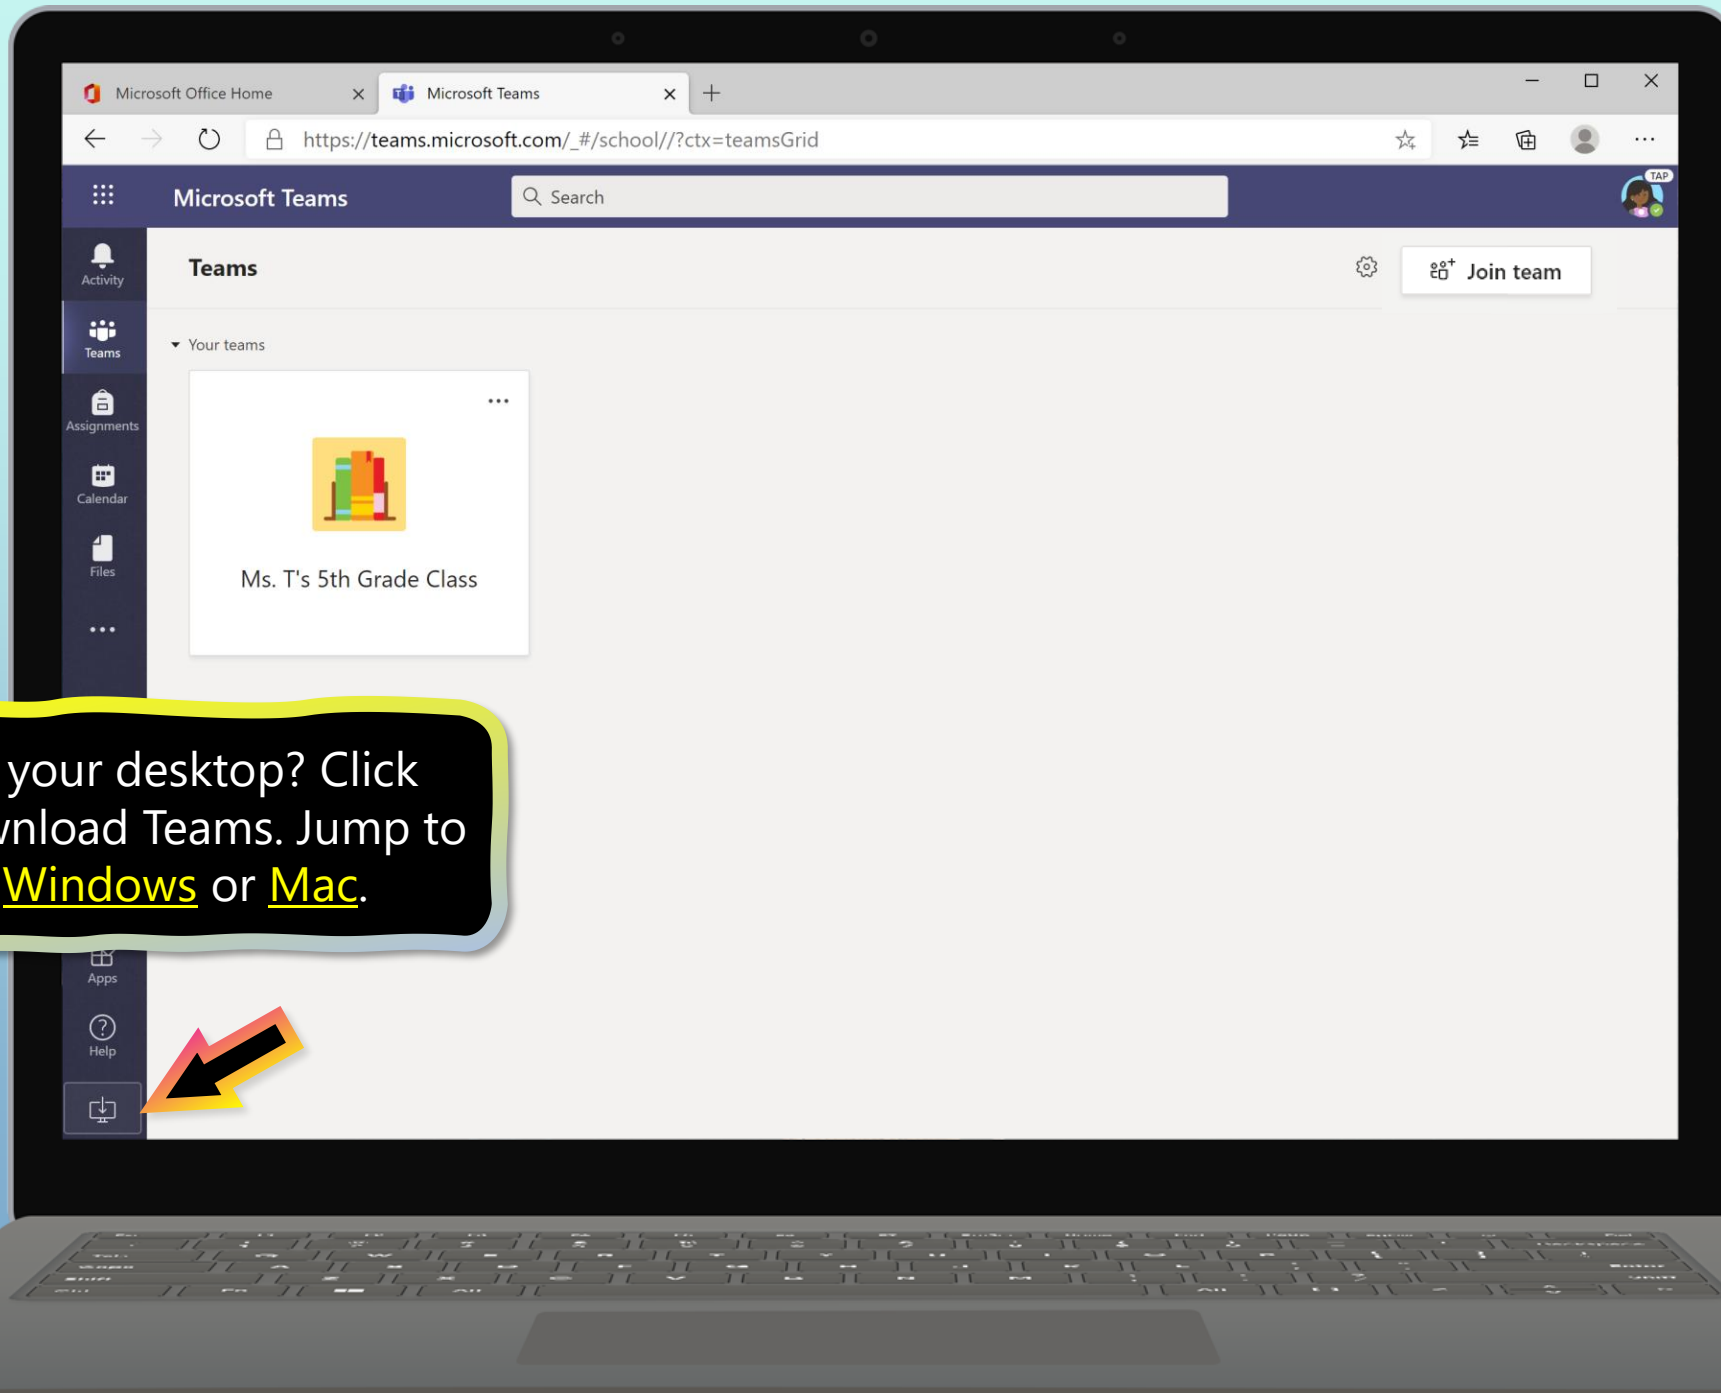 Microsoft Office Home
Microsoft Teams
https://teams.microsoft.com/_#/school//?ctx=teamsGrid
Microsoft Teams
Search
TAP
Activity
Teams
Join team
Teams
Your teams
Assignments
Calendar
Files
Ms. T's 5th Grade Class
your desktop? Click
wnload Teams. Jump to
Windows or Mac.
Apps
Help